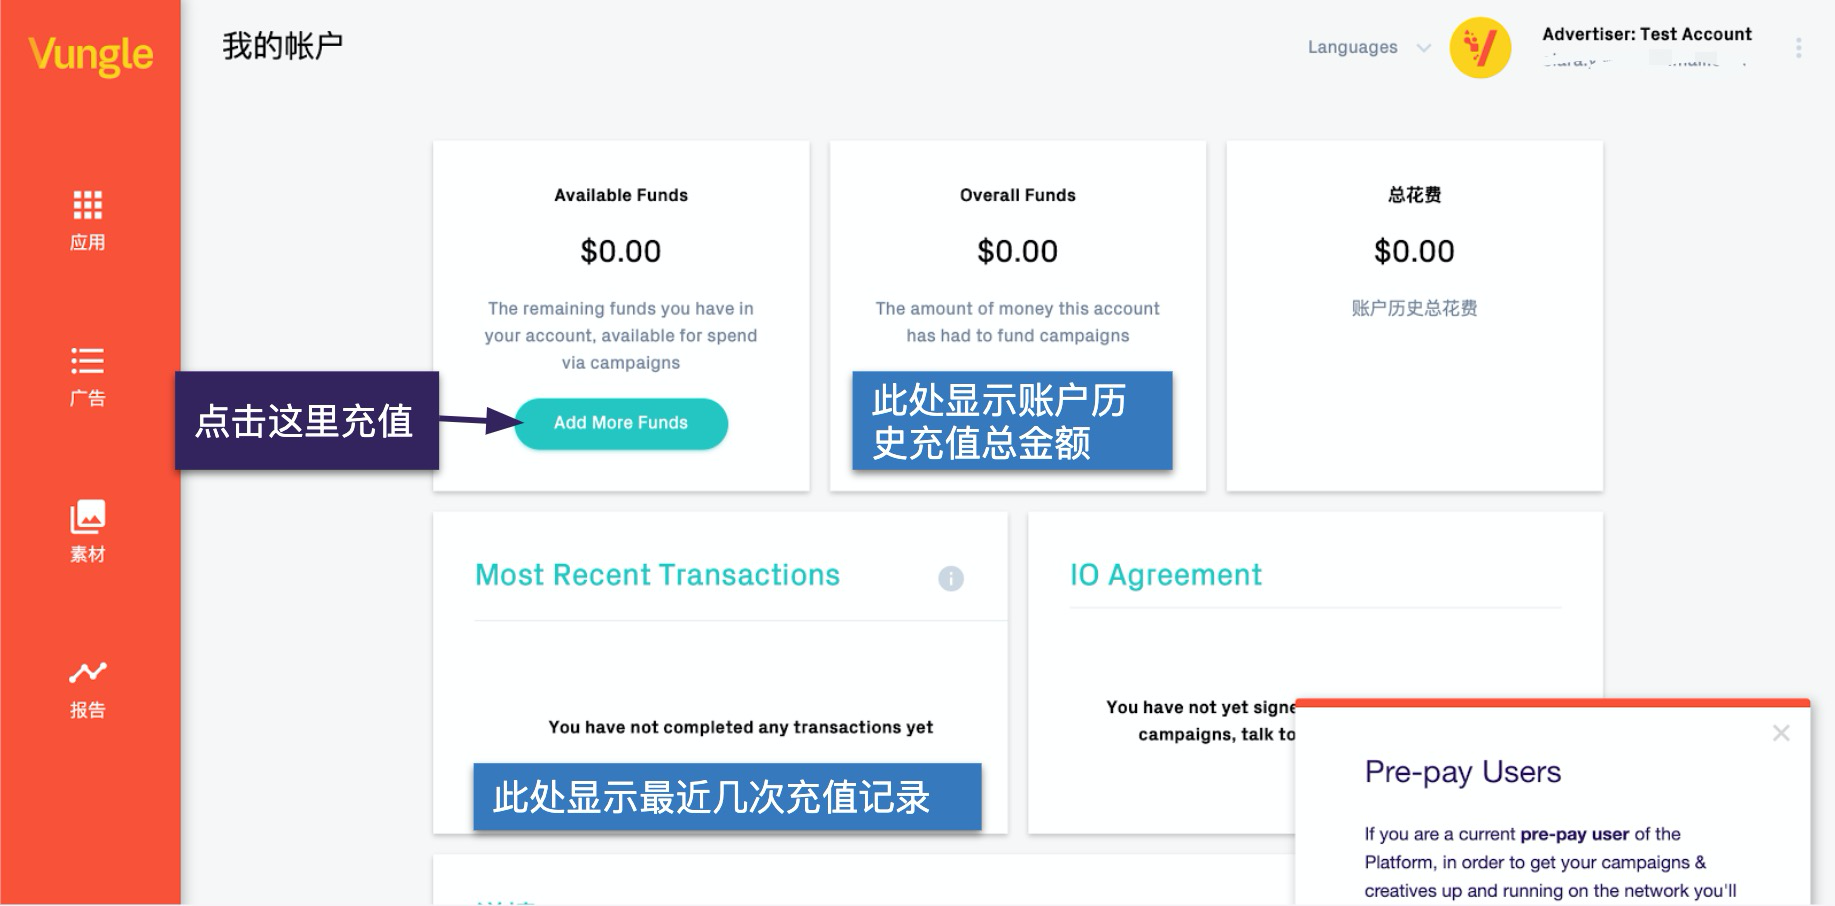 Vungle
我的帐户
Languages
Advertiser: Test Account
应用
广告
素材
报告
Available Funds
$0.00
The remaining funds you have in
your account, available for spend
via campaigns
点击这里充值
Add More Funds
Overall Funds
$0.00
The amount of money this account
has had to fund campaigns
此处显示账户历
史充值总金额
总花费
$0.00
账户历史总花费
Most Recent Transactions
You have not completed any transactions yet
此处显示最近几次充值记录
IO Agreement
You have not yet signe
campaigns, talk to
Pre-pay Users
If you are a current pre-pay user of the
Platform, in order to get your campaigns &
creatives up and running on the network you'll